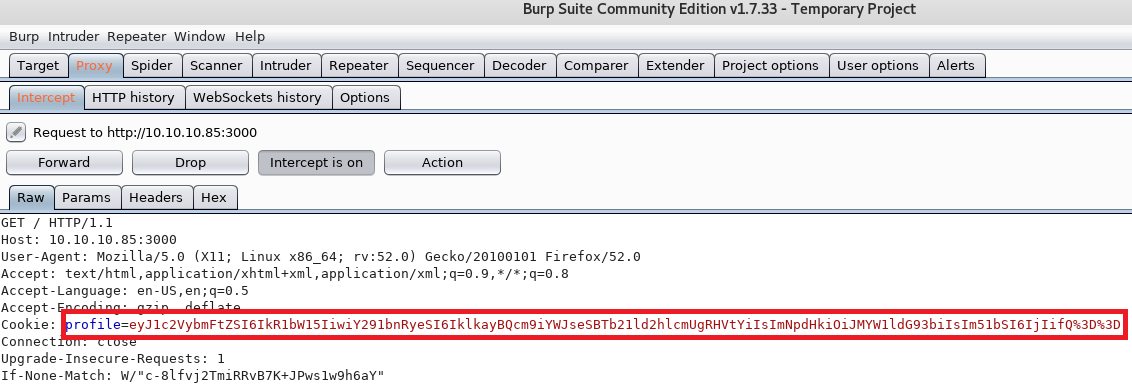 Burp Suite Community Edition v1.7.33 - Temporary Project
Burp Intruder Repeater Window Help
Target Proxy Spider Scanner Intruder Repeater Sequencer Decoder Comparer Extender Project options User options Alerts
Intercept HTTP history WebSockets history Options
Request to http://10.10.10.85:3000
Forward Drop Intercept is on Action
Raw Params Headers Hex
GET / HTTP/1.1
Host: 10.10.10.85:3000
User-Agent: Mozilla/5.0 (X11; Linux x86_64; rv:52.0) Gecko/20100101 Firefox/52.0
Accept: text/html,application/xhtml+xml,application/xml;q=0.9,*/*;q=0.8
Accept-Language: en-US,en;q=0.5
Accept-Encoding: gzip, deflate
Cookie: profile=eyJ1c2VybmFtZSI6IkR1bW15IiwiY291bnRyeSI6IklkayBQcm9iYWJseSBTb21ld2hlcmUgRHVtYiIsImNpdHkiOiJMYW1ldG93biIsIm51bSI6IjIifQ%3D%3D
Connection: close
Upgrade-Insecure-Requests: 1
If-None-Match: W/"c-8lfvj2TmiRRvB7K+JPws1w9h6aY"